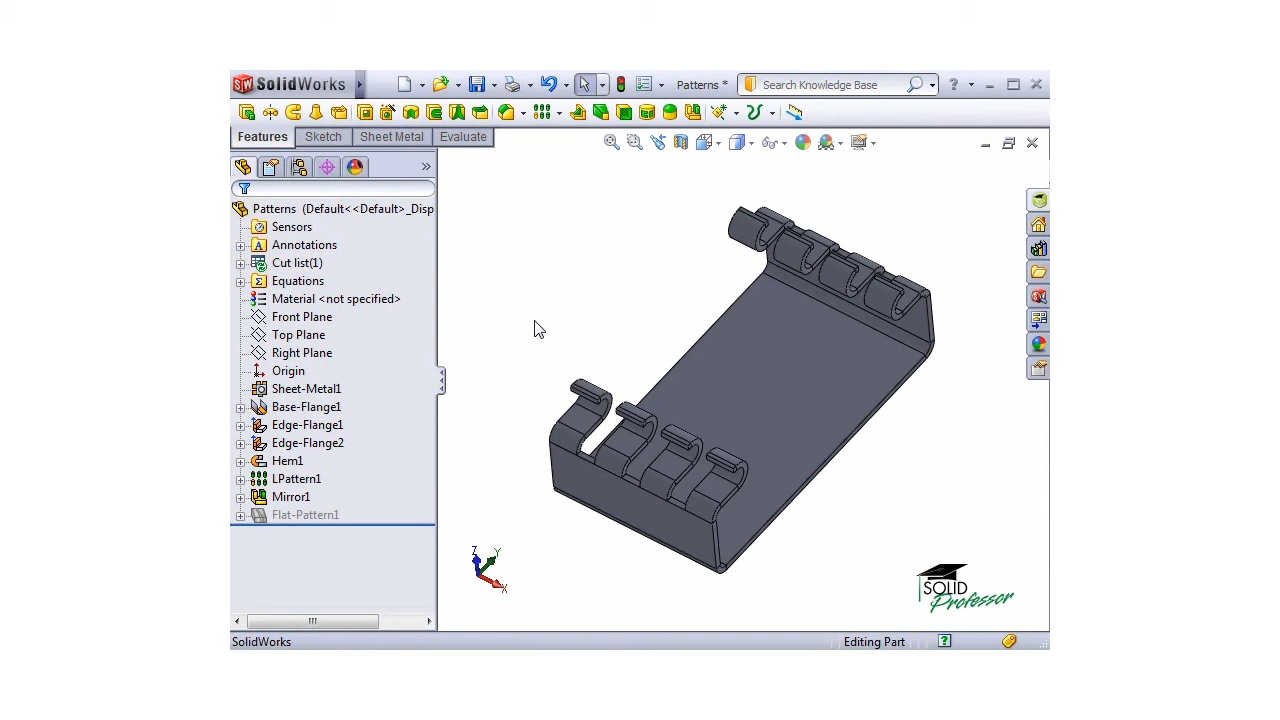 SolidWorks
Patterns *
Search Knowledge Base
?
Features
Sketch
Sheet Metal
Evaluate
»
Patterns (Default<<Default>_Disp
Sensors
A Annotations
Cut list(1)
Σ Equations
Material <not specified>
Front Plane
Top Plane
Right Plane
Origin
Sheet-Metal1
Base-Flange1
Edge-Flange1
Edge-Flange2
Hem1
LPattern1
Mirror1
Flat-Pattern1
Z
Y
X
SOLID
Professor
SolidWorks
Editing Part
?